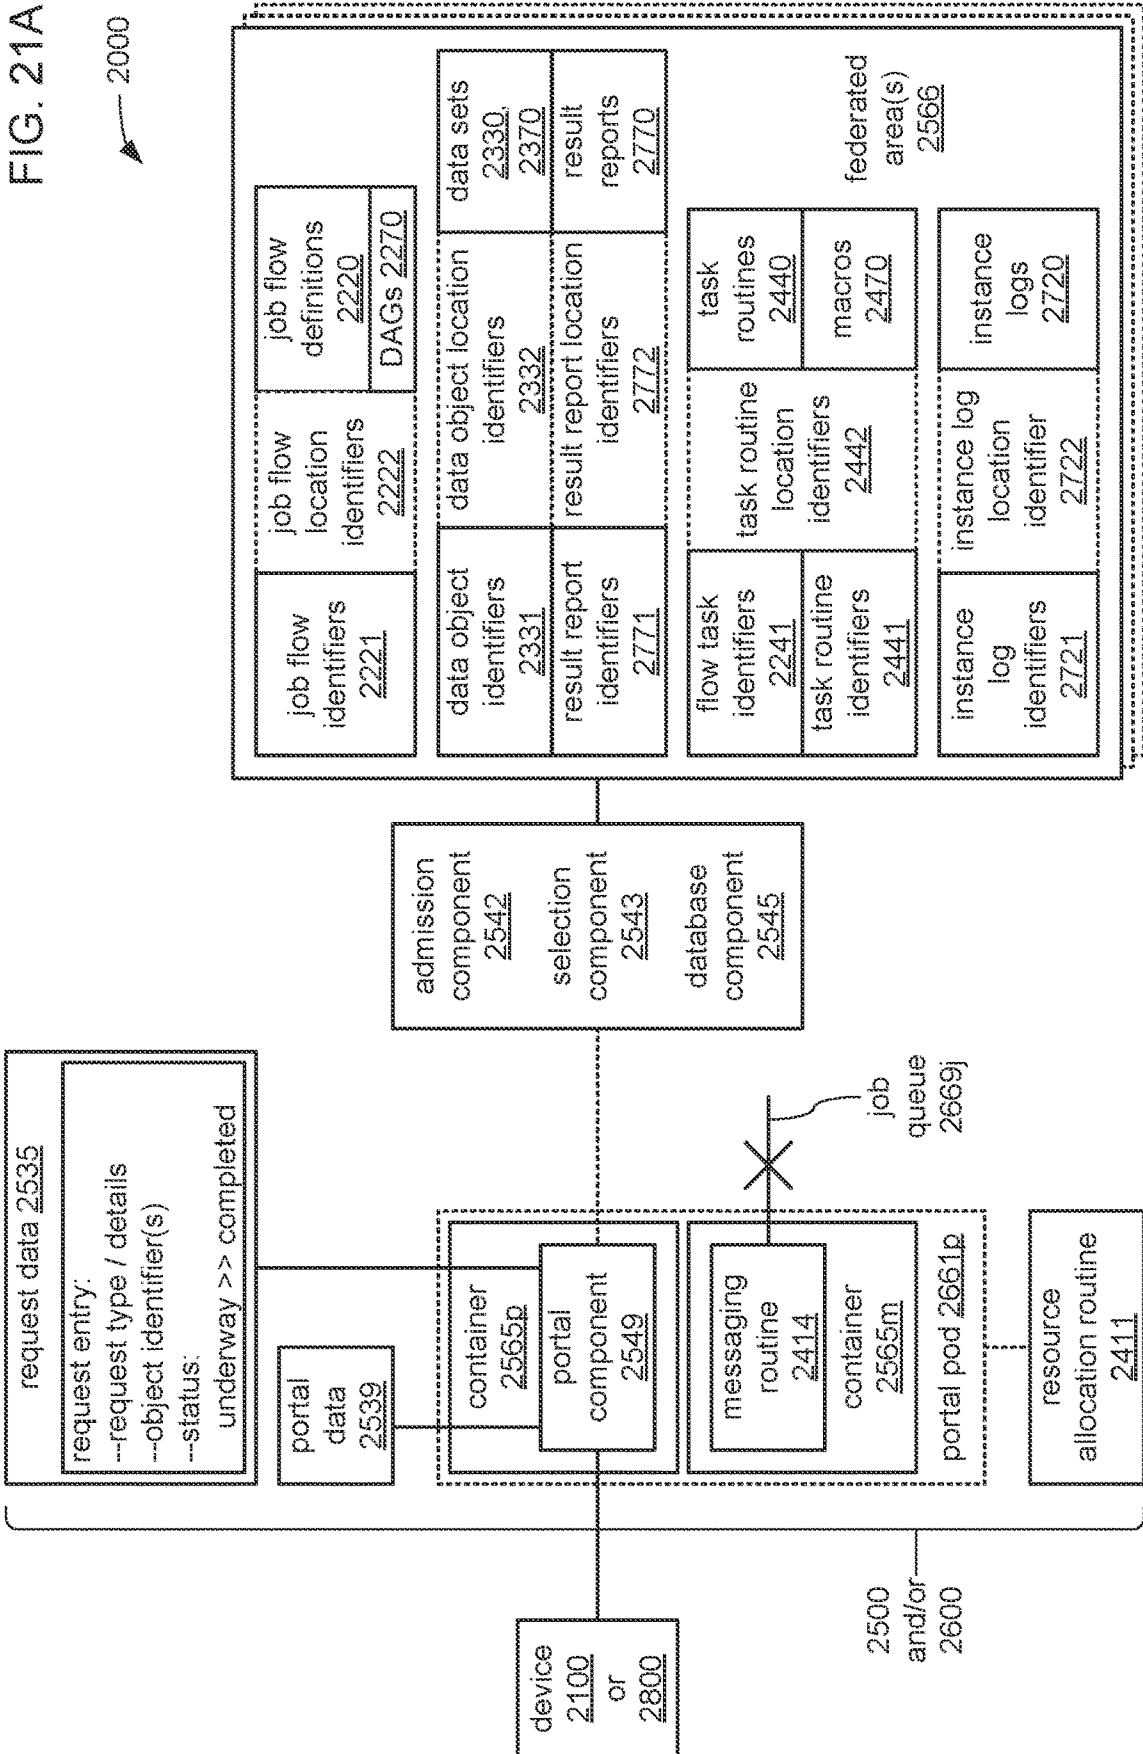 FIG. 21A
2000
request data 2535
request entry:
--request type / details
--object identifier(s)
--status:
underway >> completed
portal
data
2539
device
2100
or
2800
container
2565p
portal
component
2549
messaging
routine
2414
container
2565m
portal pod 2661p
resource
allocation routine
2411
2500
and/or
2600
job
queue
2669j
admission
component
2542
selection
component
2543
database
component
2545
job flow
identifiers
2221
job flow
location
identifiers
2222
job flow
definitions
2220
DAGs 2270
data object
identifiers
2331
data object location
identifiers
2332
data sets
2330,
2370
result report
identifiers
2771
result report location
identifiers
2772
result
reports
2770
flow task
identifiers
2241
task routine
identifiers
2441
task routine
location
identifiers
2442
task
routines
2440
macros
2470
federated
area(s)
2566
instance
log
identifiers
2721
instance log
location
identifier
2722
instance
logs
2720